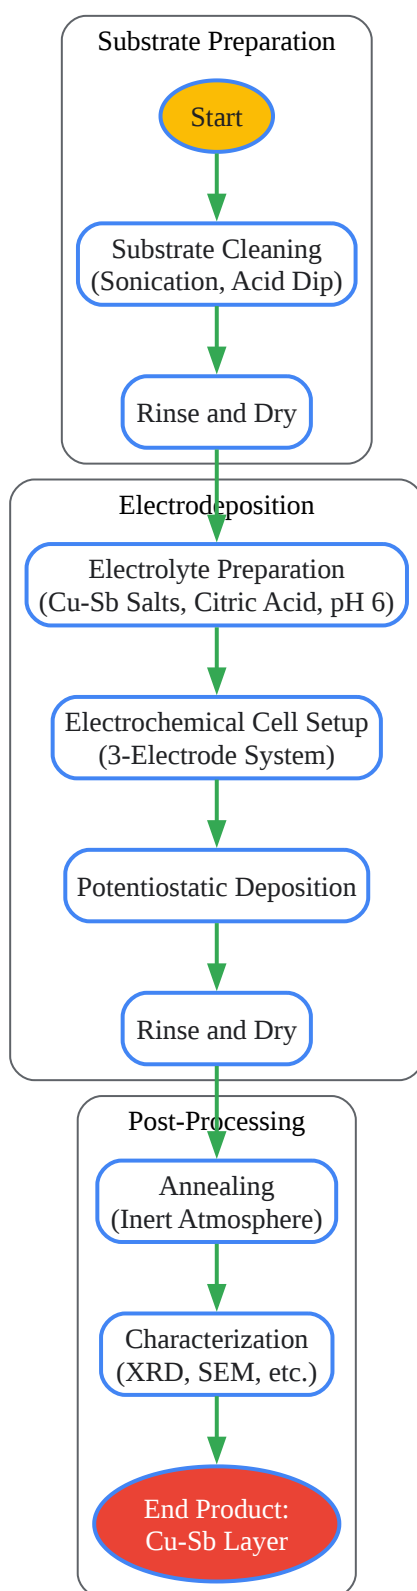 Substrate Preparation
Start
Substrate Cleaning
(Sonication, Acid Dip)
Rinse and Dry
Electrodeposition
Electrolyte Preparation
(Cu-Sb Salts, Citric Acid, pH 6)
Electrochemical Cell Setup
(3-Electrode System)
Potentiostatic Deposition
Rinse and Dry
Post-Processing
Annealing
(Inert Atmosphere)
Characterization
(XRD, SEM, etc.)
End Product:
Cu-Sb Layer